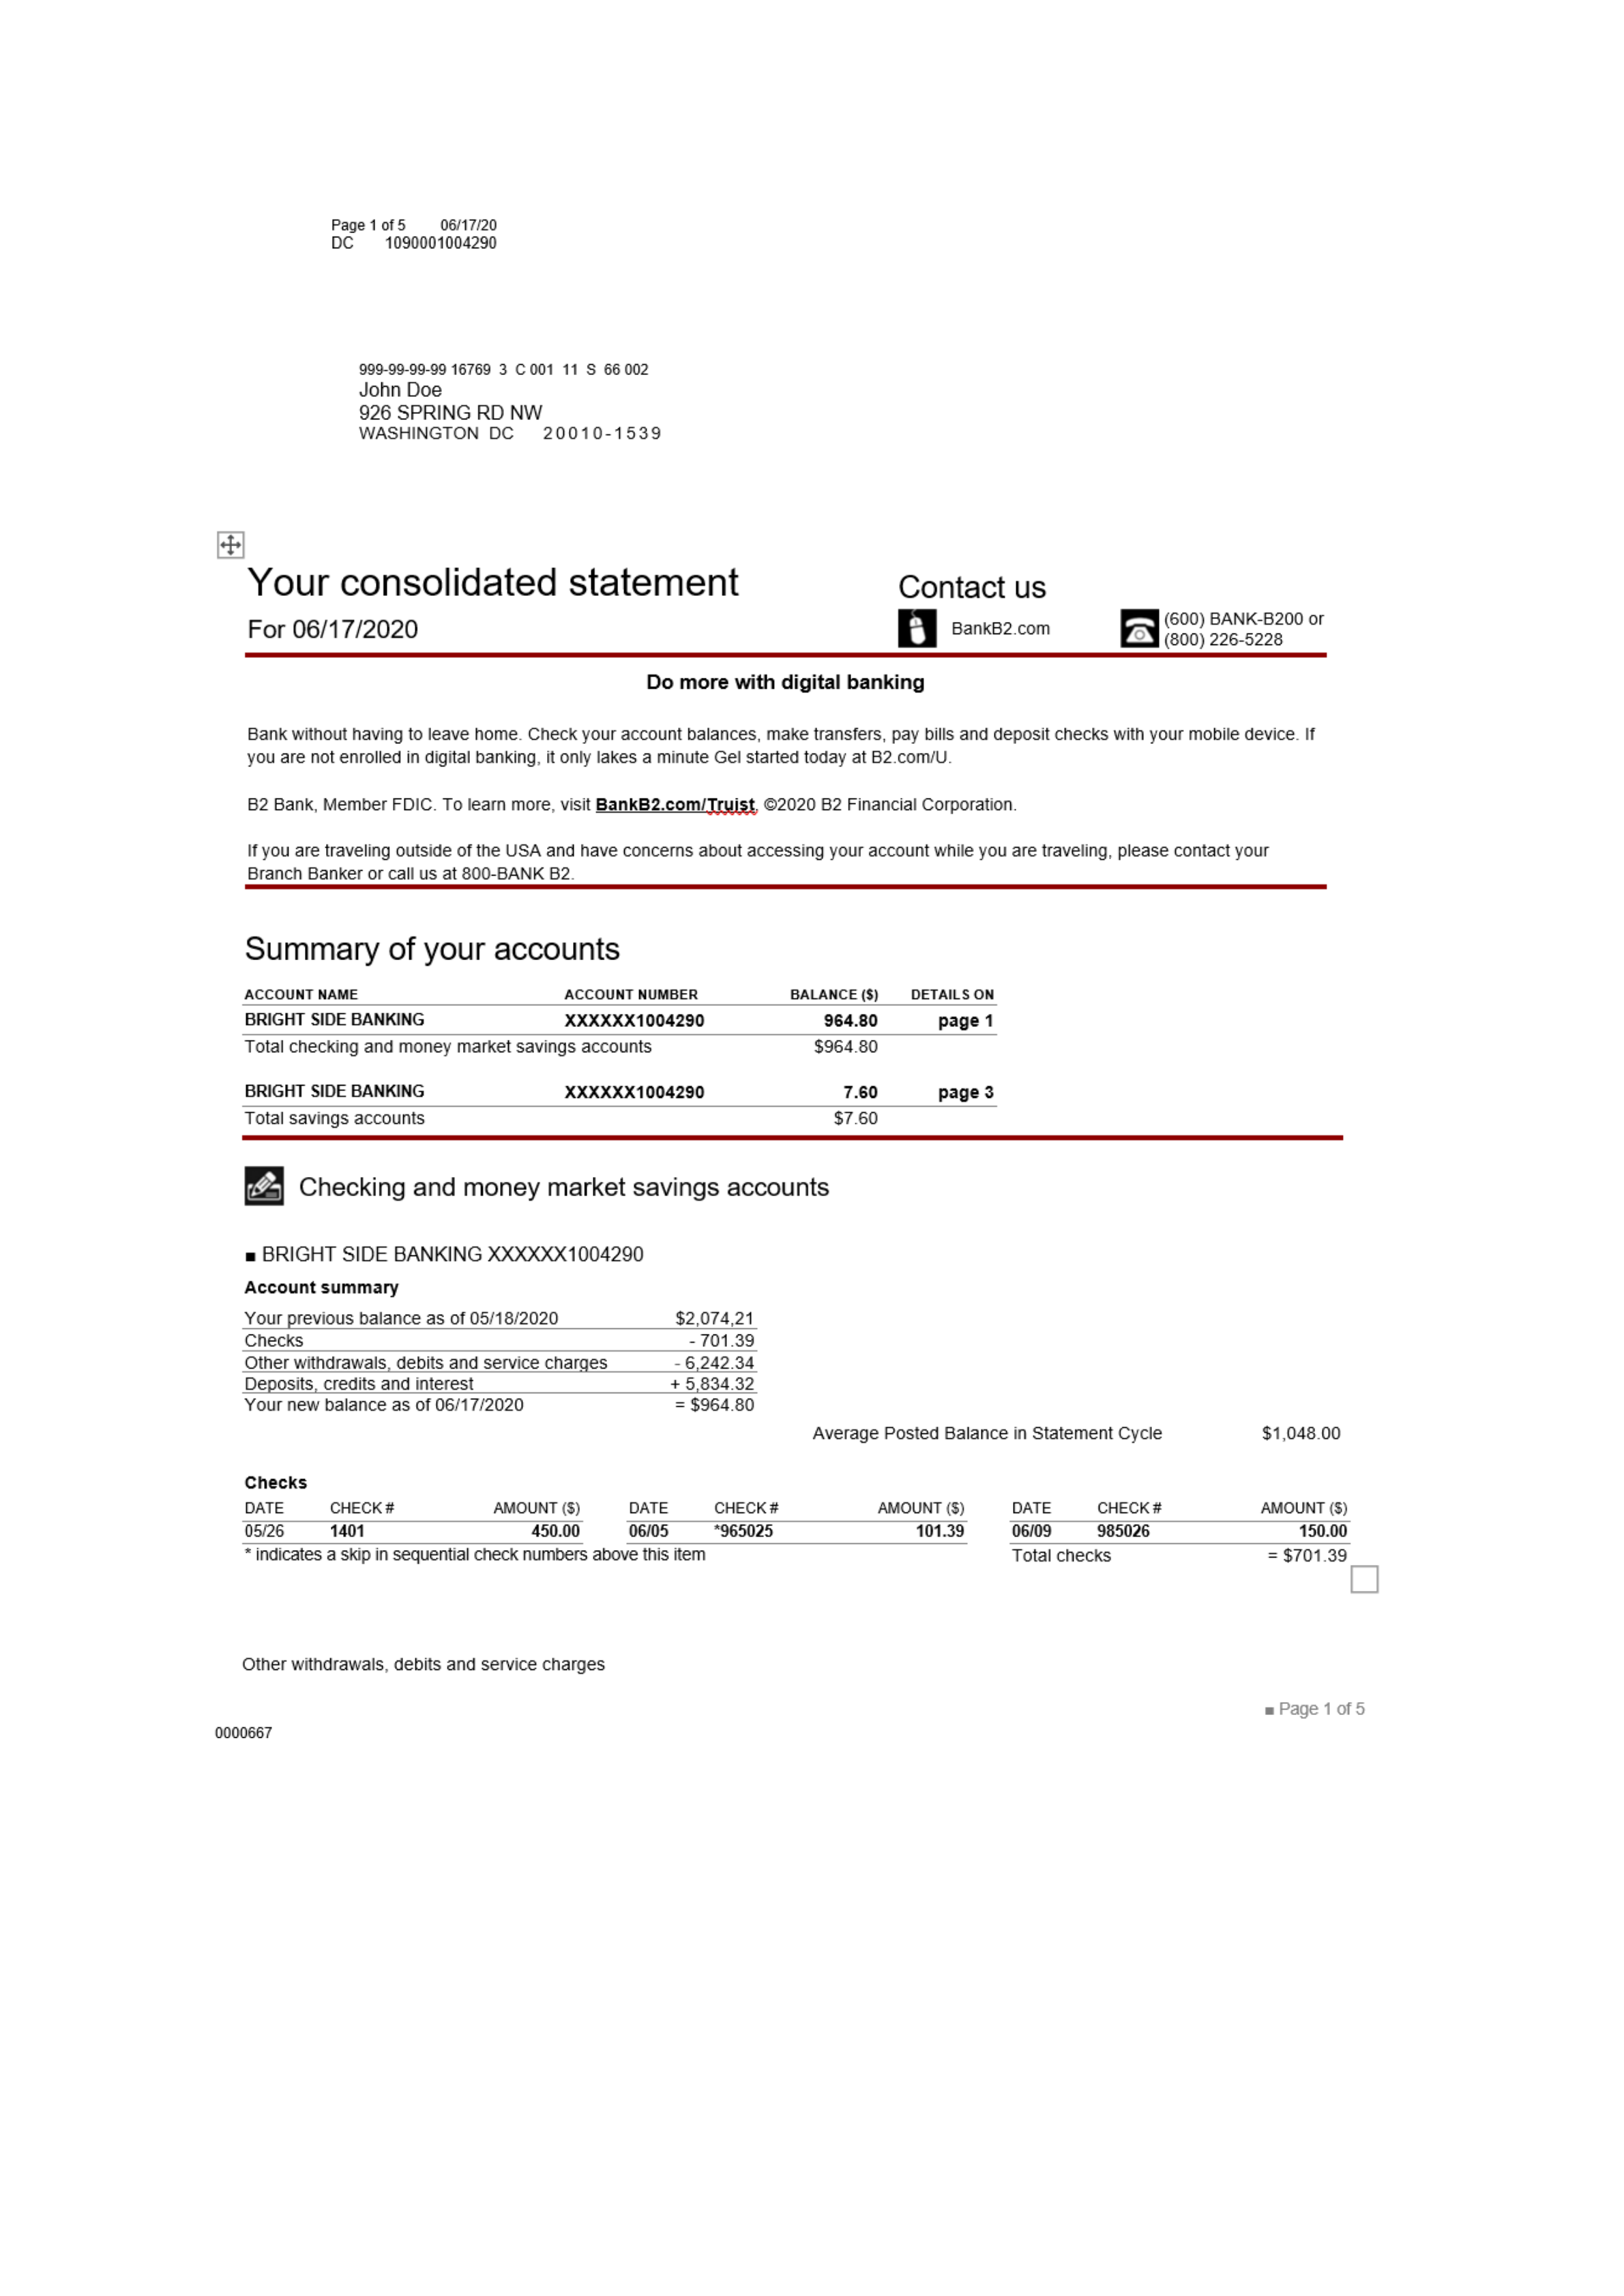 Page 1 of 5 06/17/20
DC 1090001004290
999-99-99-99 16769 3 C 001 11 S 66 002
John Doe
926 SPRING RD NW
WASHINGTON DC 20010-1539
Your consolidated statement
For 06/17/2020
Contact us
BankB2.com
(600) BANK-B200 or
(800) 226-5228
Do more with digital banking
Bank without having to leave home. Check your account balances, make transfers, pay bills and deposit checks with your mobile device. If
you are not enrolled in digital banking, it only lakes a minute Gel started today at B2.com/U.
B2 Bank, Member FDIC. To learn more, visit BankB2.com/Truist, ©2020 B2 Financial Corporation.
If you are traveling outside of the USA and have concerns about accessing your account while you are traveling, please contact your
Branch Banker or call us at 800-BANK B2.
Summary of your accounts
ACCOUNT NAME ACCOUNT NUMBER BALANCE ($) DETAILS ON
BRIGHT SIDE BANKING XXXXXX1004290 964.80 page 1
Total checking and money market savings accounts $964.80
BRIGHT SIDE BANKING XXXXXX1004290 7.60 page 3
Total savings accounts $7.60
Checking and money market savings accounts
■ BRIGHT SIDE BANKING XXXXXX1004290
Account summary
Your previous balance as of 05/18/2020 $2,074,21
Checks - 701.39
Other withdrawals, debits and service charges - 6,242.34
Deposits, credits and interest + 5,834.32
Your new balance as of 06/17/2020 = $964.80
Average Posted Balance in Statement Cycle $1,048.00
Checks
DATE CHECK # AMOUNT ($) DATE CHECK # AMOUNT ($) DATE CHECK # AMOUNT ($)
05/26 1401 450.00 06/05 *965025 101.39 06/09 985026 150.00
* indicates a skip in sequential check numbers above this item Total checks = $701.39
Other withdrawals, debits and service charges
■ Page 1 of 5
0000667